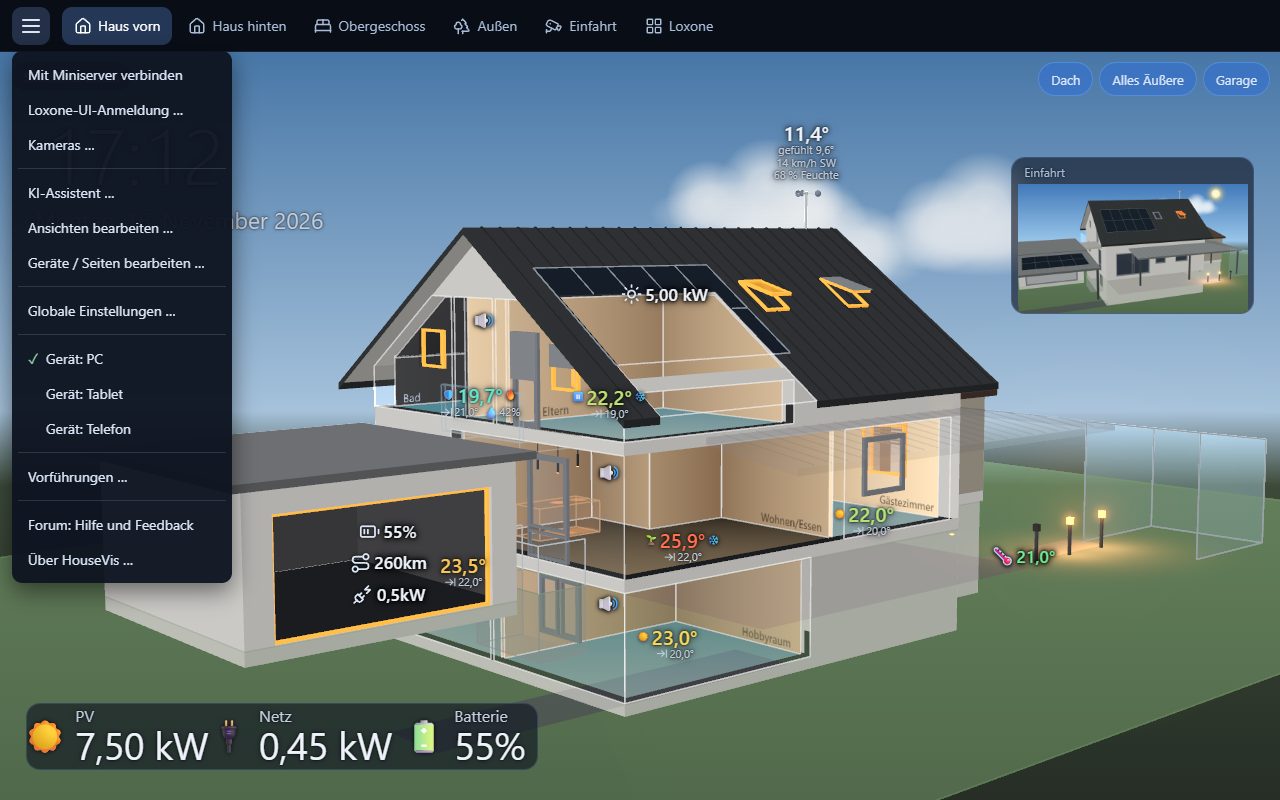 Haus vorn
Haus hinten
Obergeschoss
Außen
Einfahrt
Loxone
Mit Miniserver verbinden
Loxone-UI-Anmeldung ...
Kameras ...
KI-Assistent ...
Ansichten bearbeiten ...
Geräte / Seiten bearbeiten ...
Globale Einstellungen ...
✓ Gerät: PC
Gerät: Tablet
Gerät: Telefon
Vorführungen ...
Forum: Hilfe und Feedback
Über HouseVis ...
17:12
November 2026
Dach
Alles Äußere
Garage
11,4°
gefühlt 9,6°
14 km/h SW
68 % Feuchte
Einfahrt
5,00 kW
Bad
19,7°
21,0°
42%
Eltern
22,2°
19,0°
Wohnen/Essen
25,9°
22,0°
Gästezimmer
22,0°
20,0°
21,0°
55%
260km
0,5kW
23,5°
22,0°
Hobbyraum
23,0°
20,0°
PV
7,50 kW
Netz
0,45 kW
Batterie
55%